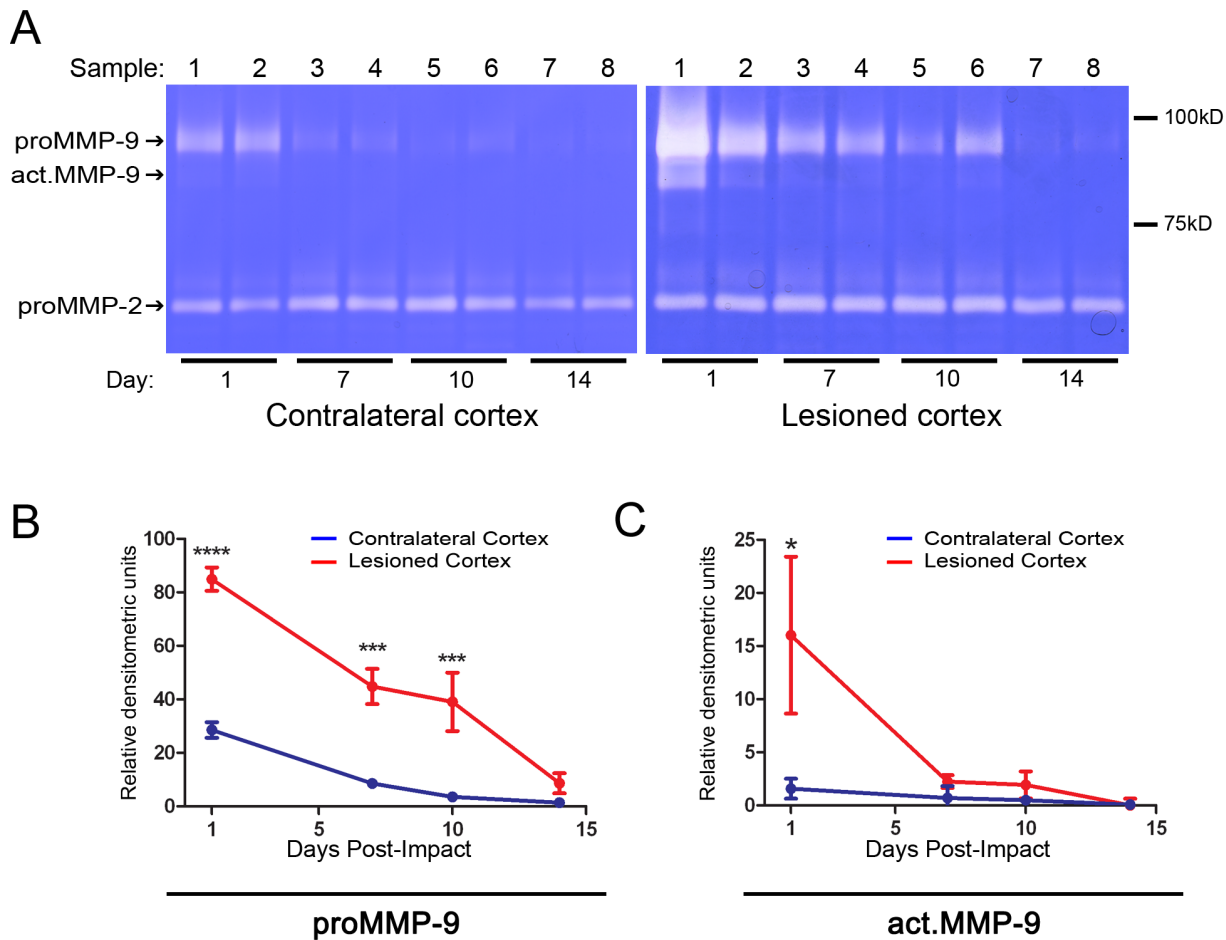 A
Sample: 1 2 3 4 5 6 7 8 1 2 3 4 5 6 7 8
100kD
proMMP-9
act.MMP-9
75kD
proMMP-2
Day: 1 7 10 14 1 7 10 14
Contralateral cortex Lesioned cortex
B
Relative densitometric units
100
80
60
40
20
0
****
***
***
Contralateral Cortex
Lesioned Cortex
1 5 10 15
Days Post-Impact
proMMP-9
C
Relative densitometric units
25
20
15
10
5
0
*
Contralateral Cortex
Lesioned Cortex
1 5 10 15
Days Post-Impact
act.MMP-9